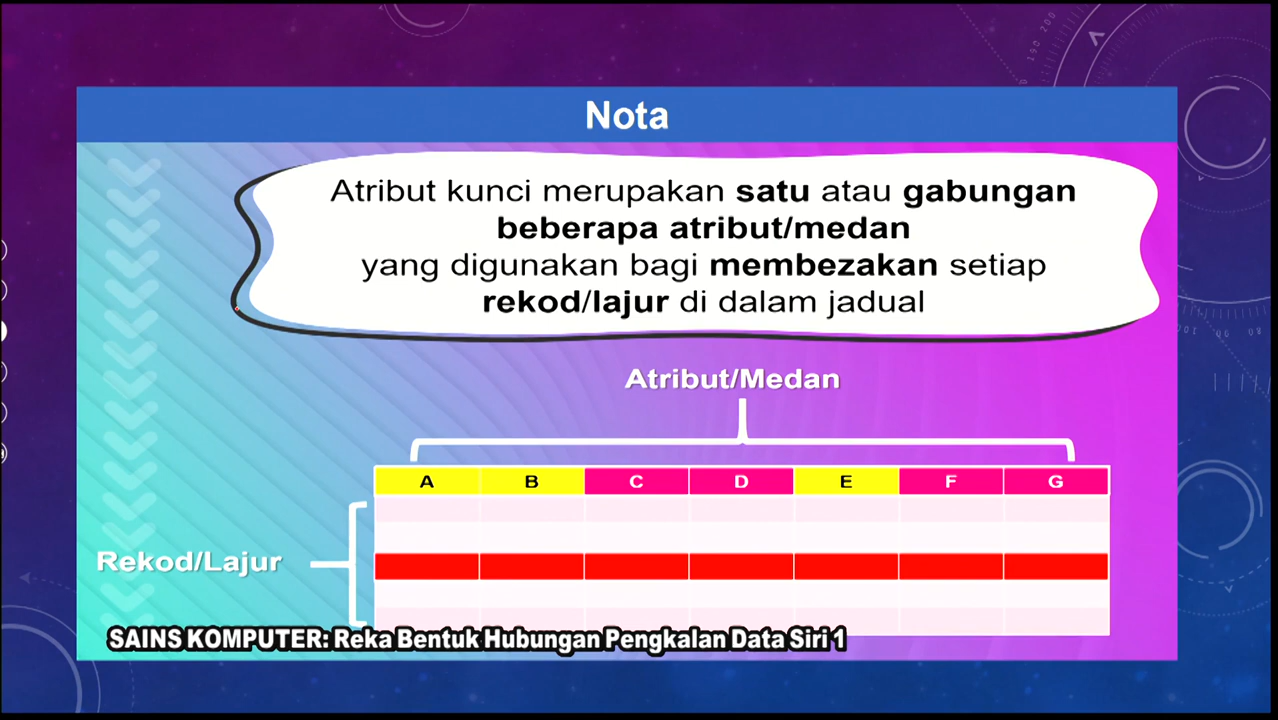 Nota
Atribut kunci merupakan satu atau gabungan
beberapa atribut/medan
yang digunakan bagi membezakan setiap
rekod/lajur di dalam jadual
Atribut/Medan
A B C D E F G
Rekod/Lajur
SAINS KOMPUTER: Reka Bentuk Hubungan Pengkalan Data Siri 1